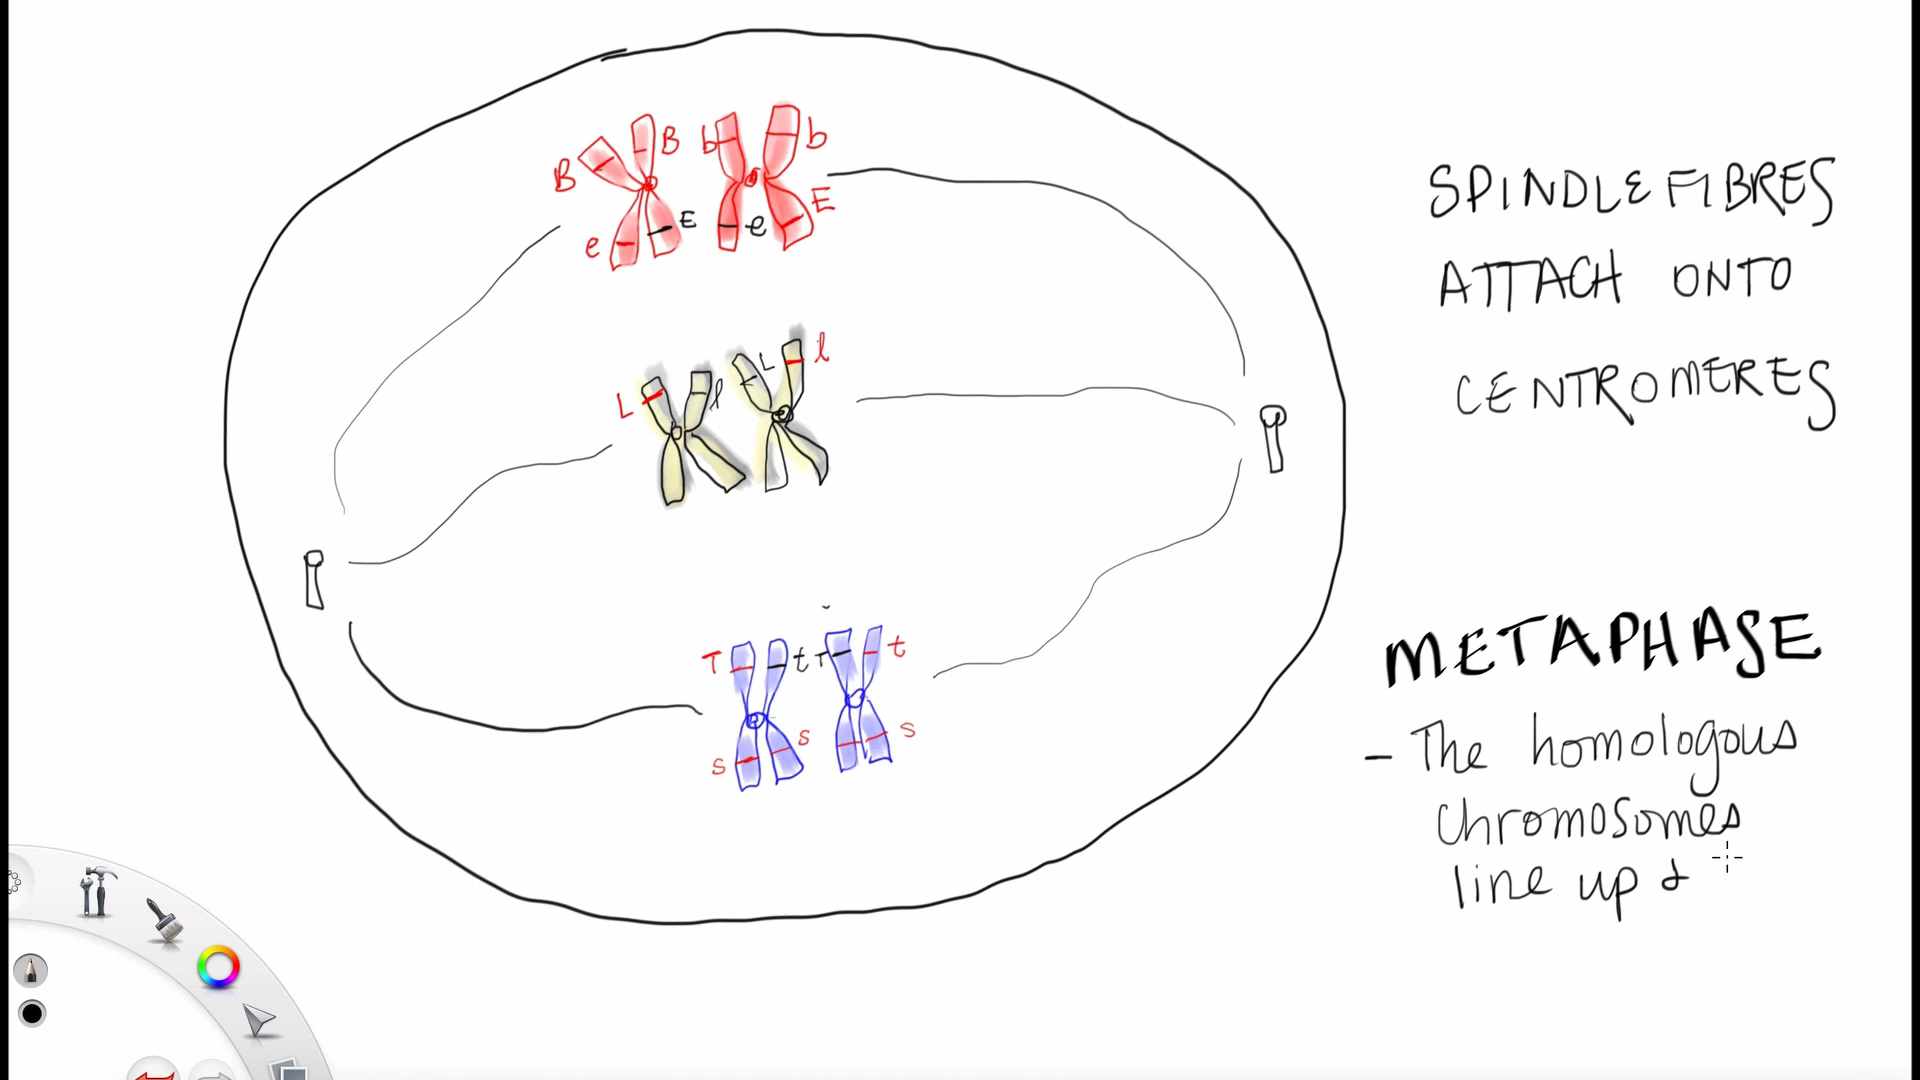 B B b b
e E e E
L l L l
T t T t
s s s
SPINDLE FIBRES
ATTACH ONTO
CENTROMERES
METAPHASE
- The homologous
chromosomes
line up &